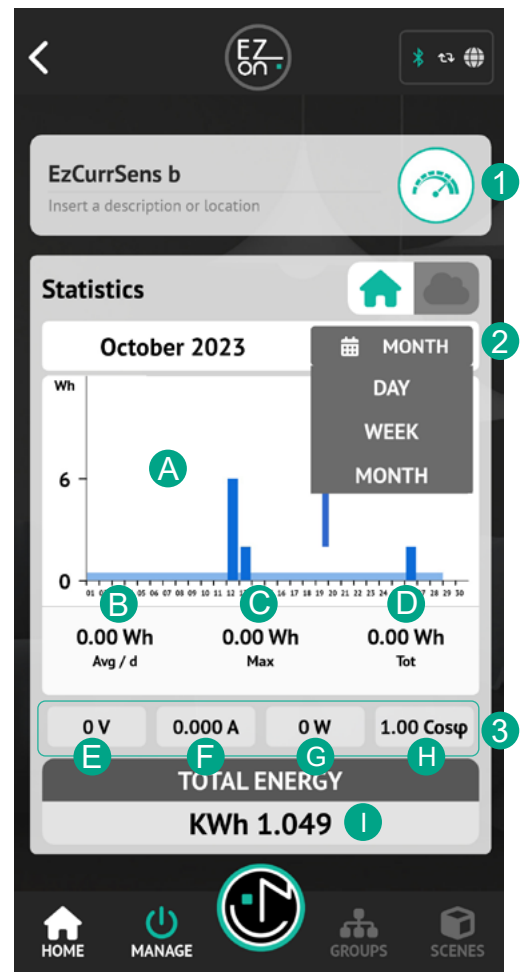 EZ
on
EzCurrSens b
1
Insert a description or location
Statistics
October 2023
MONTH
2
Wh
DAY
WEEK
MONTH
A
6
0
01 02 03 05 06 07 08 09 10 11 12 16 17 18 19 20 21 22 23 24 27 28 29 30
B C D
0.00 Wh 0.00 Wh 0.00 Wh
Avg / d Max Tot
0 V 0.000 A 0 W 1.00 Cosφ
3
E F G H
TOTAL ENERGY
KWh 1.049
I
HOME MANAGE GROUPS SCENES